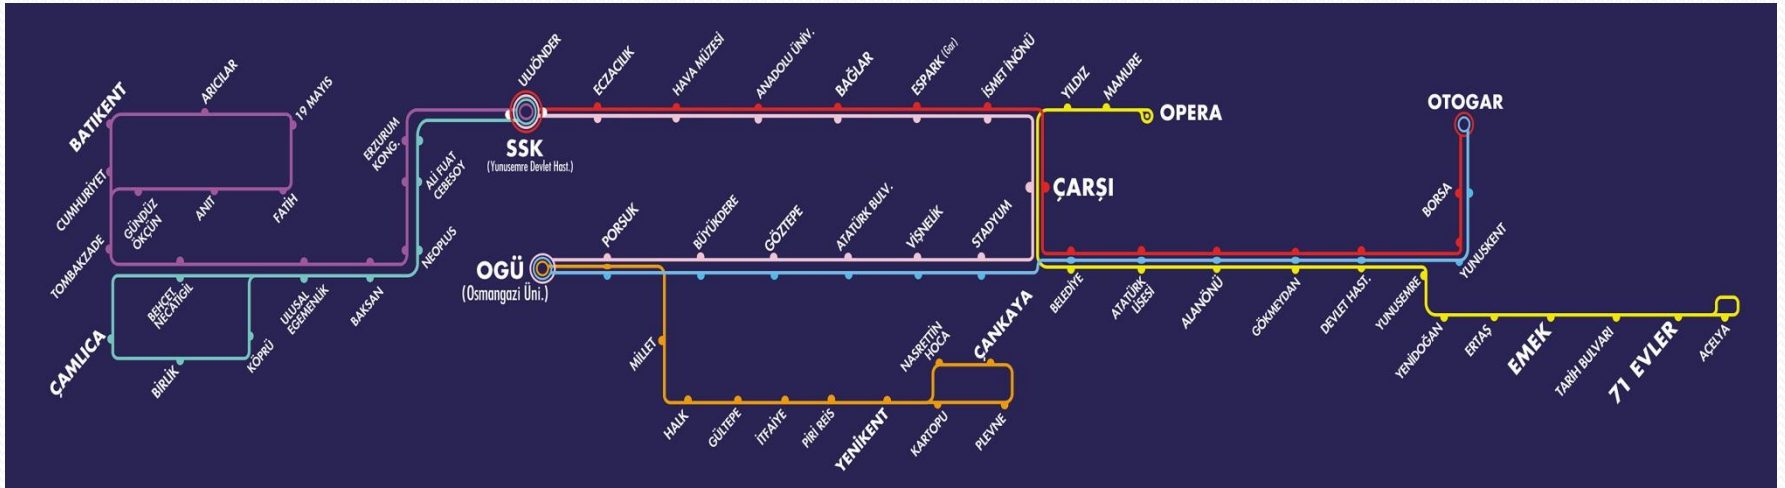 BATIKENT
ARICILAR
19 MAYIS
CUMHURİYET
GÜNDÜZ
ÖKÇÜN
ANIT
FATİH
TOMBAKZADE
ERZURUM
KONG.
ALİ FUAT
CEBESOY
NEOPLUS
BEHÇET
NECATİGİL
ULUSAL
EGEMENLİK
BAKSAN
ÇAMLICA
BİRLİK
KÖPRÜ
ULUÖNDER
SSK
(Yunusemre Devlet Hast.)
ECZACILIK
HAVA MÜZESİ
ANADOLU ÜNİV.
BAĞLAR
ESPARK (Gar)
İSMET İNÖNÜ
YILDIZ
MAMURE
OPERA
ÇARŞI
OTOGAR
BORSA
YUNUSKENT
OGÜ
(Osmangazi Üni.)
PORSUK
BÜYÜKDERE
GÖZTEPE
ATATÜRK BULV.
VİŞNELİK
STADYUM
BELEDİYE
ATATÜRK
LİSESİ
ALANÖNÜ
GÖKMEYDAN
DEVLET HAST.
YUNUSEMRE
YENİDOĞAN
ERTAŞ
EMEK
TARİH BULVARI
71 EVLER
AÇELYA
MİLLET
HALK
GÜLTEPE
İTFAİYE
PİRİ REİS
YENİKENT
NASRETTİN
HOCA
ÇANKAYA
KARTOPU
PLEVNE